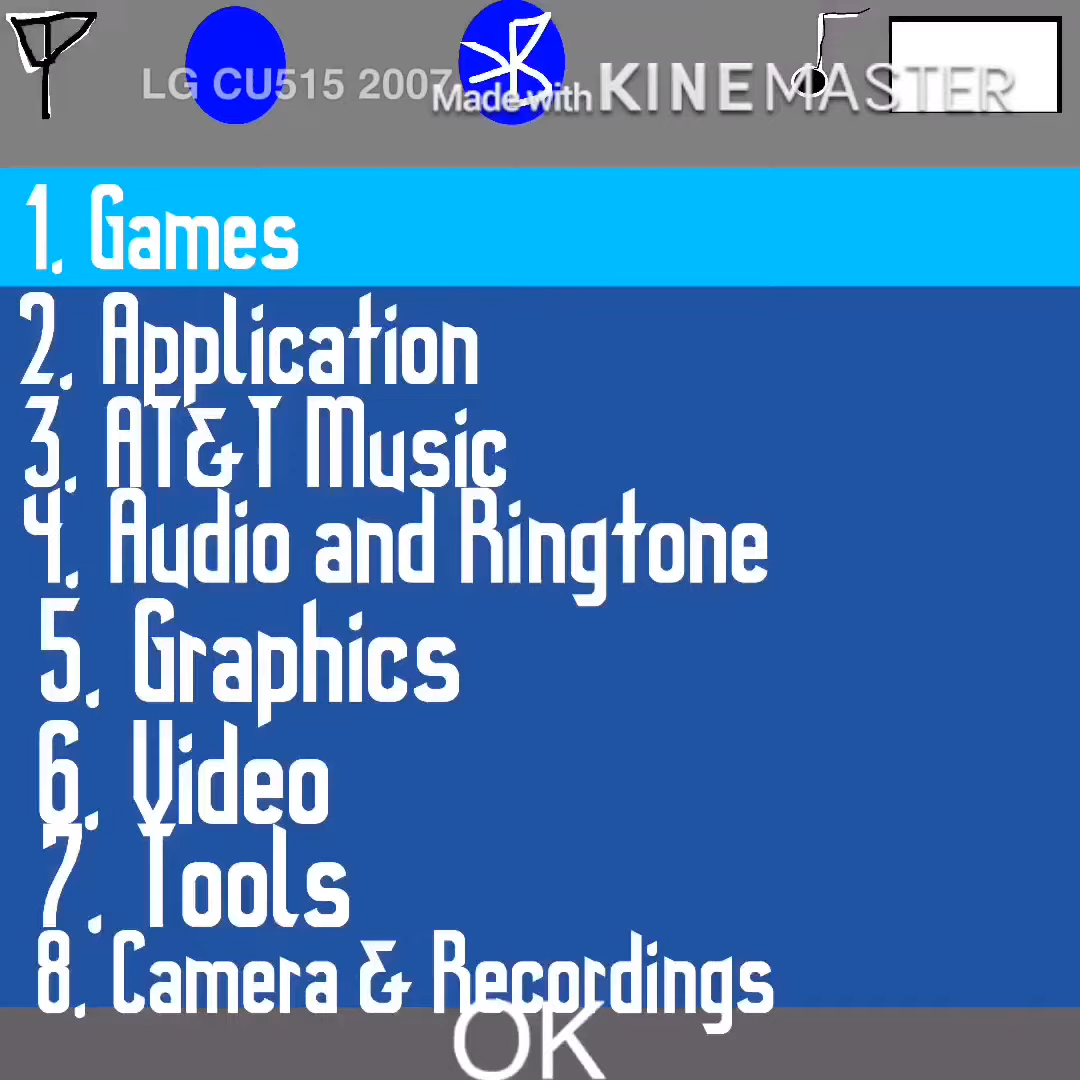 LG CU515 2007
Made with KINEMASTER
1. Games
2. Application
3. AT&T Music
4. Audio and Ringtone
5. Graphics
6. Video
7. Tools
8. Camera & Recordings
OK